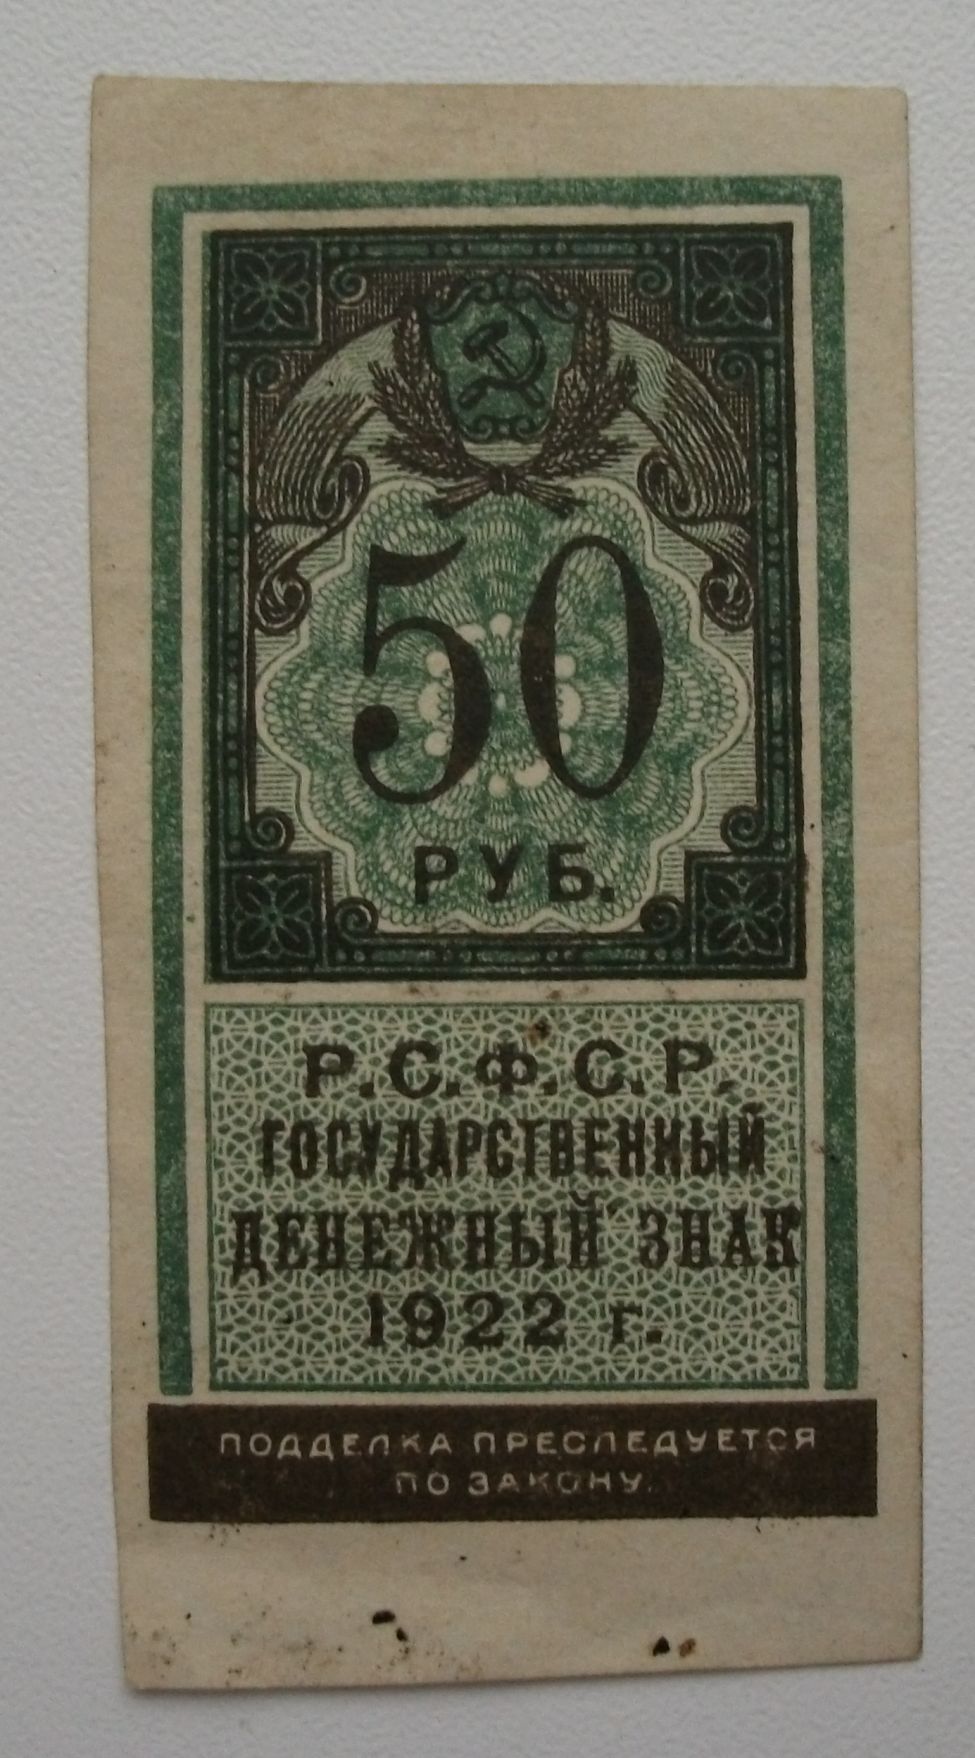 50
РУБ.
Р.С.Ф.С.Р.
ГОСУДАРСТВЕННЫЙ
ДЕНЕЖНЫЙ ЗНАК
1922 г.
ПОДДЕЛКА ПРЕСЛЕДУЕТСЯ
ПО ЗАКОНУ.